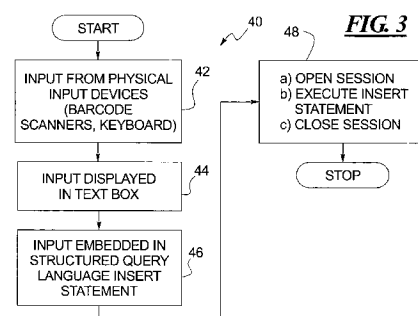 START
40
INPUT FROM PHYSICAL
INPUT DEVICES
(BARCODE
SCANNERS, KEYBOARD)
42
INPUT DISPLAYED
IN TEXT BOX
44
INPUT EMBEDDED IN
STRUCTURED QUERY
LANGUAGE INSERT
STATEMENT
46
FIG. 3
48
a) OPEN SESSION
b) EXECUTE INSERT
STATEMENT
c) CLOSE SESSION
STOP